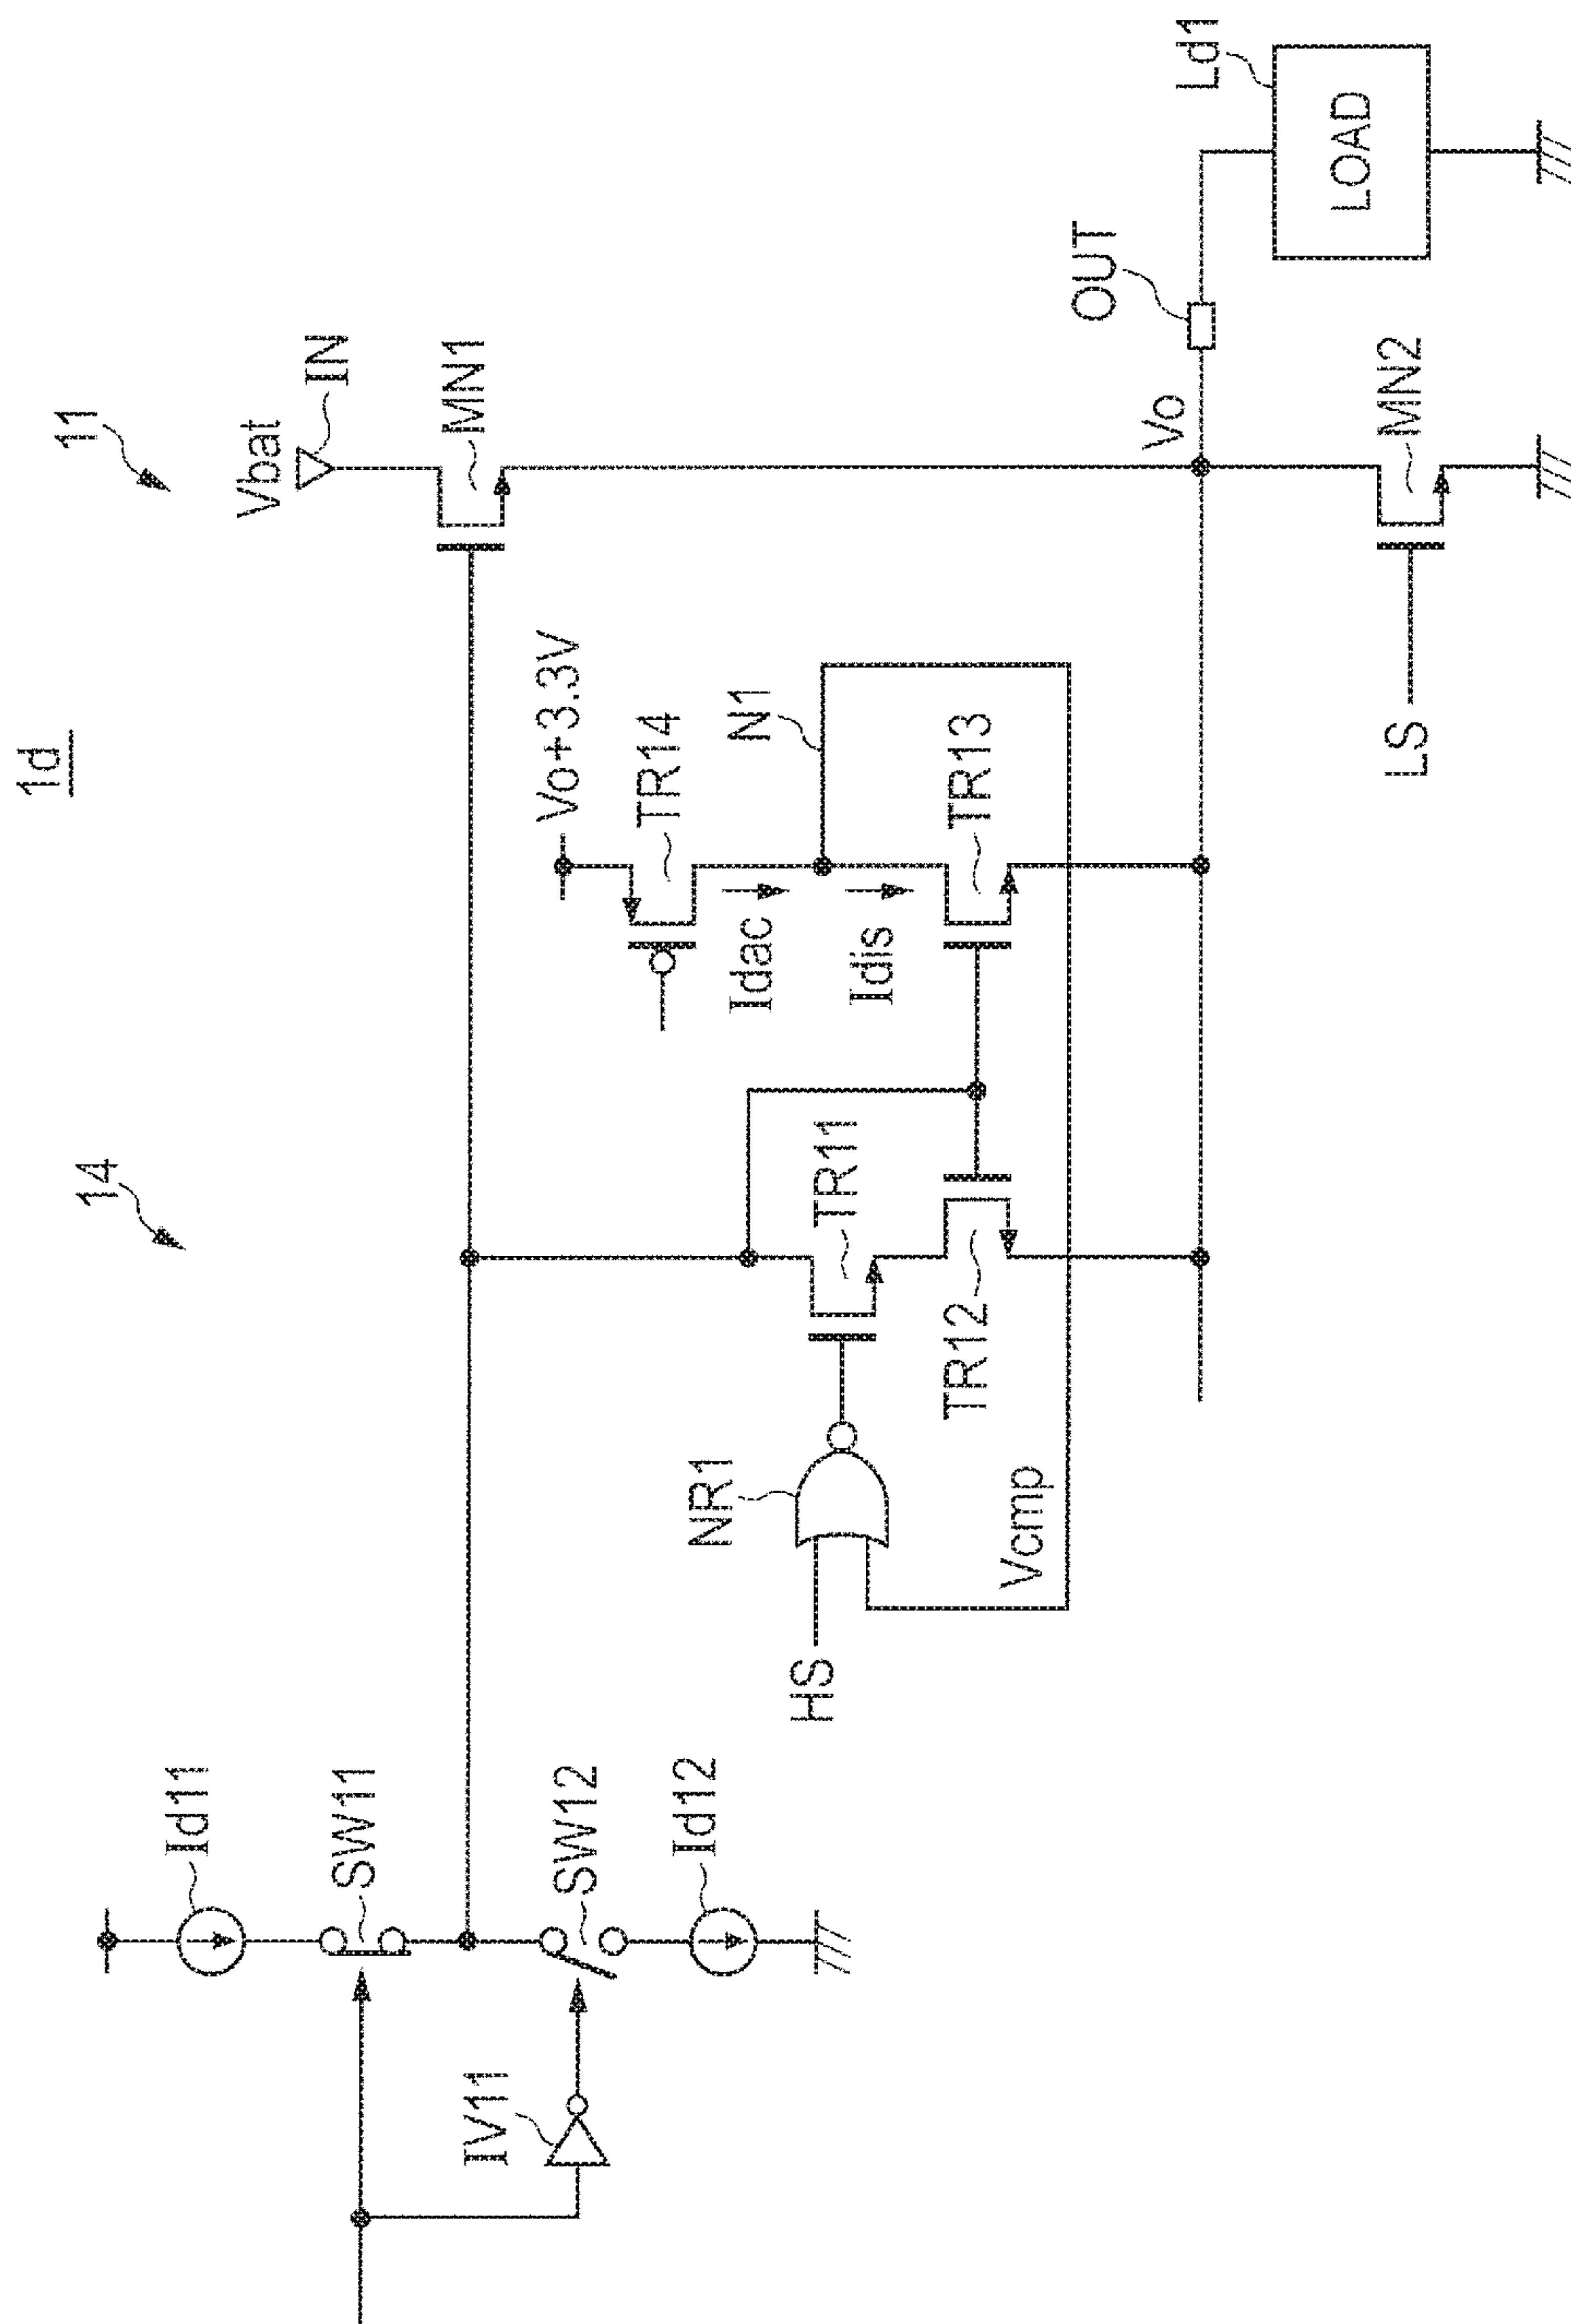 1d
11
14
Vbat
IN
MN1
Id11
SW11
SW12
Id12
IV11
HS
NR1
Vcmp
TR11
TR12
Vo+3.3V
TR14
N1
Idac
Idis
TR13
Vo
OUT
Ld1
LOAD
MN2
LS